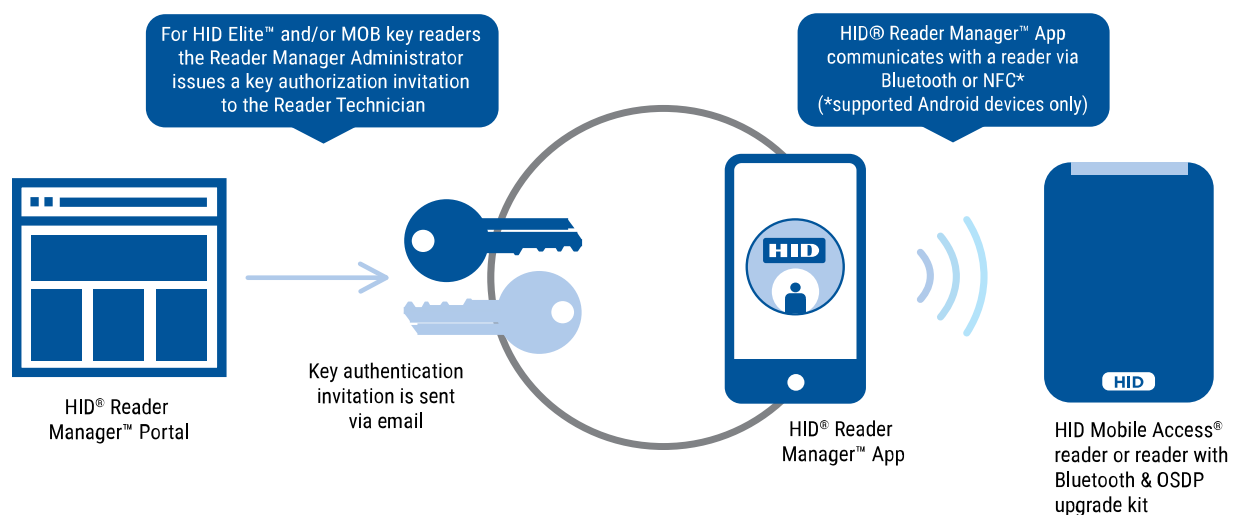 For HID Elite™ and/or MOB key readers
the Reader Manager Administrator
issues a key authorization invitation
to the Reader Technician
HID® Reader Manager™ App
communicates with a reader via
Bluetooth or NFC*
(*supported Android devices only)
HID® Reader
Manager™ Portal
Key authentication
invitation is sent
via email
HID
HID® Reader
Manager™ App
HID
HID Mobile Access®
reader or reader with
Bluetooth & OSDP
upgrade kit